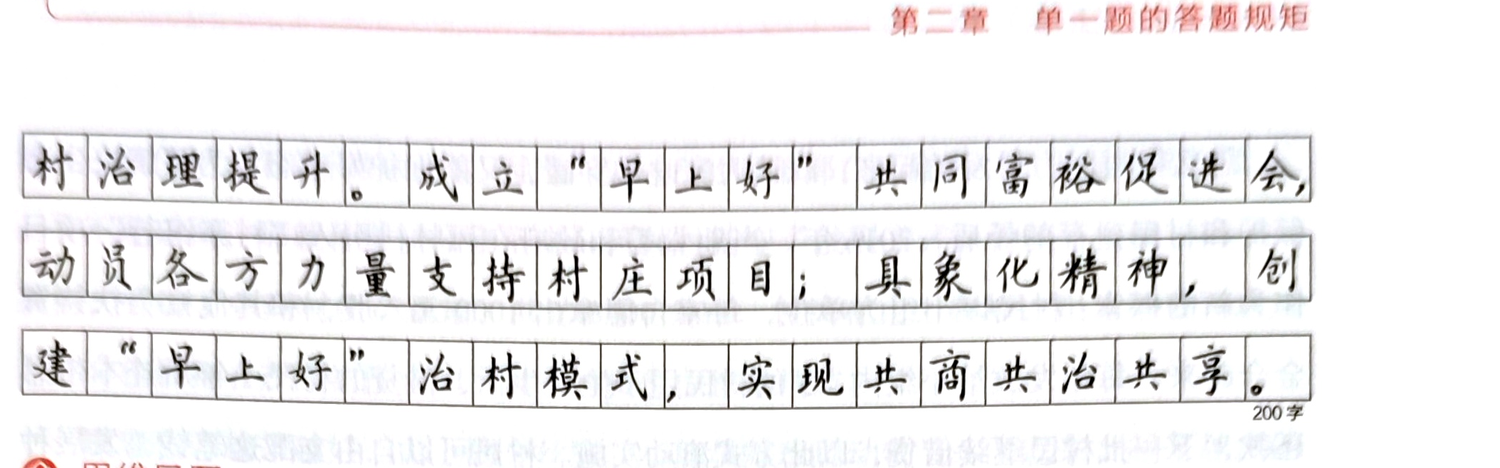 第二章 单一题的答题规矩
村治理提升。成立“早上好”共同富裕促进会,
动员各方力量支持村庄项目；具象化精神，创
建“早上好”治村模式，实现共商共治共享。
200字